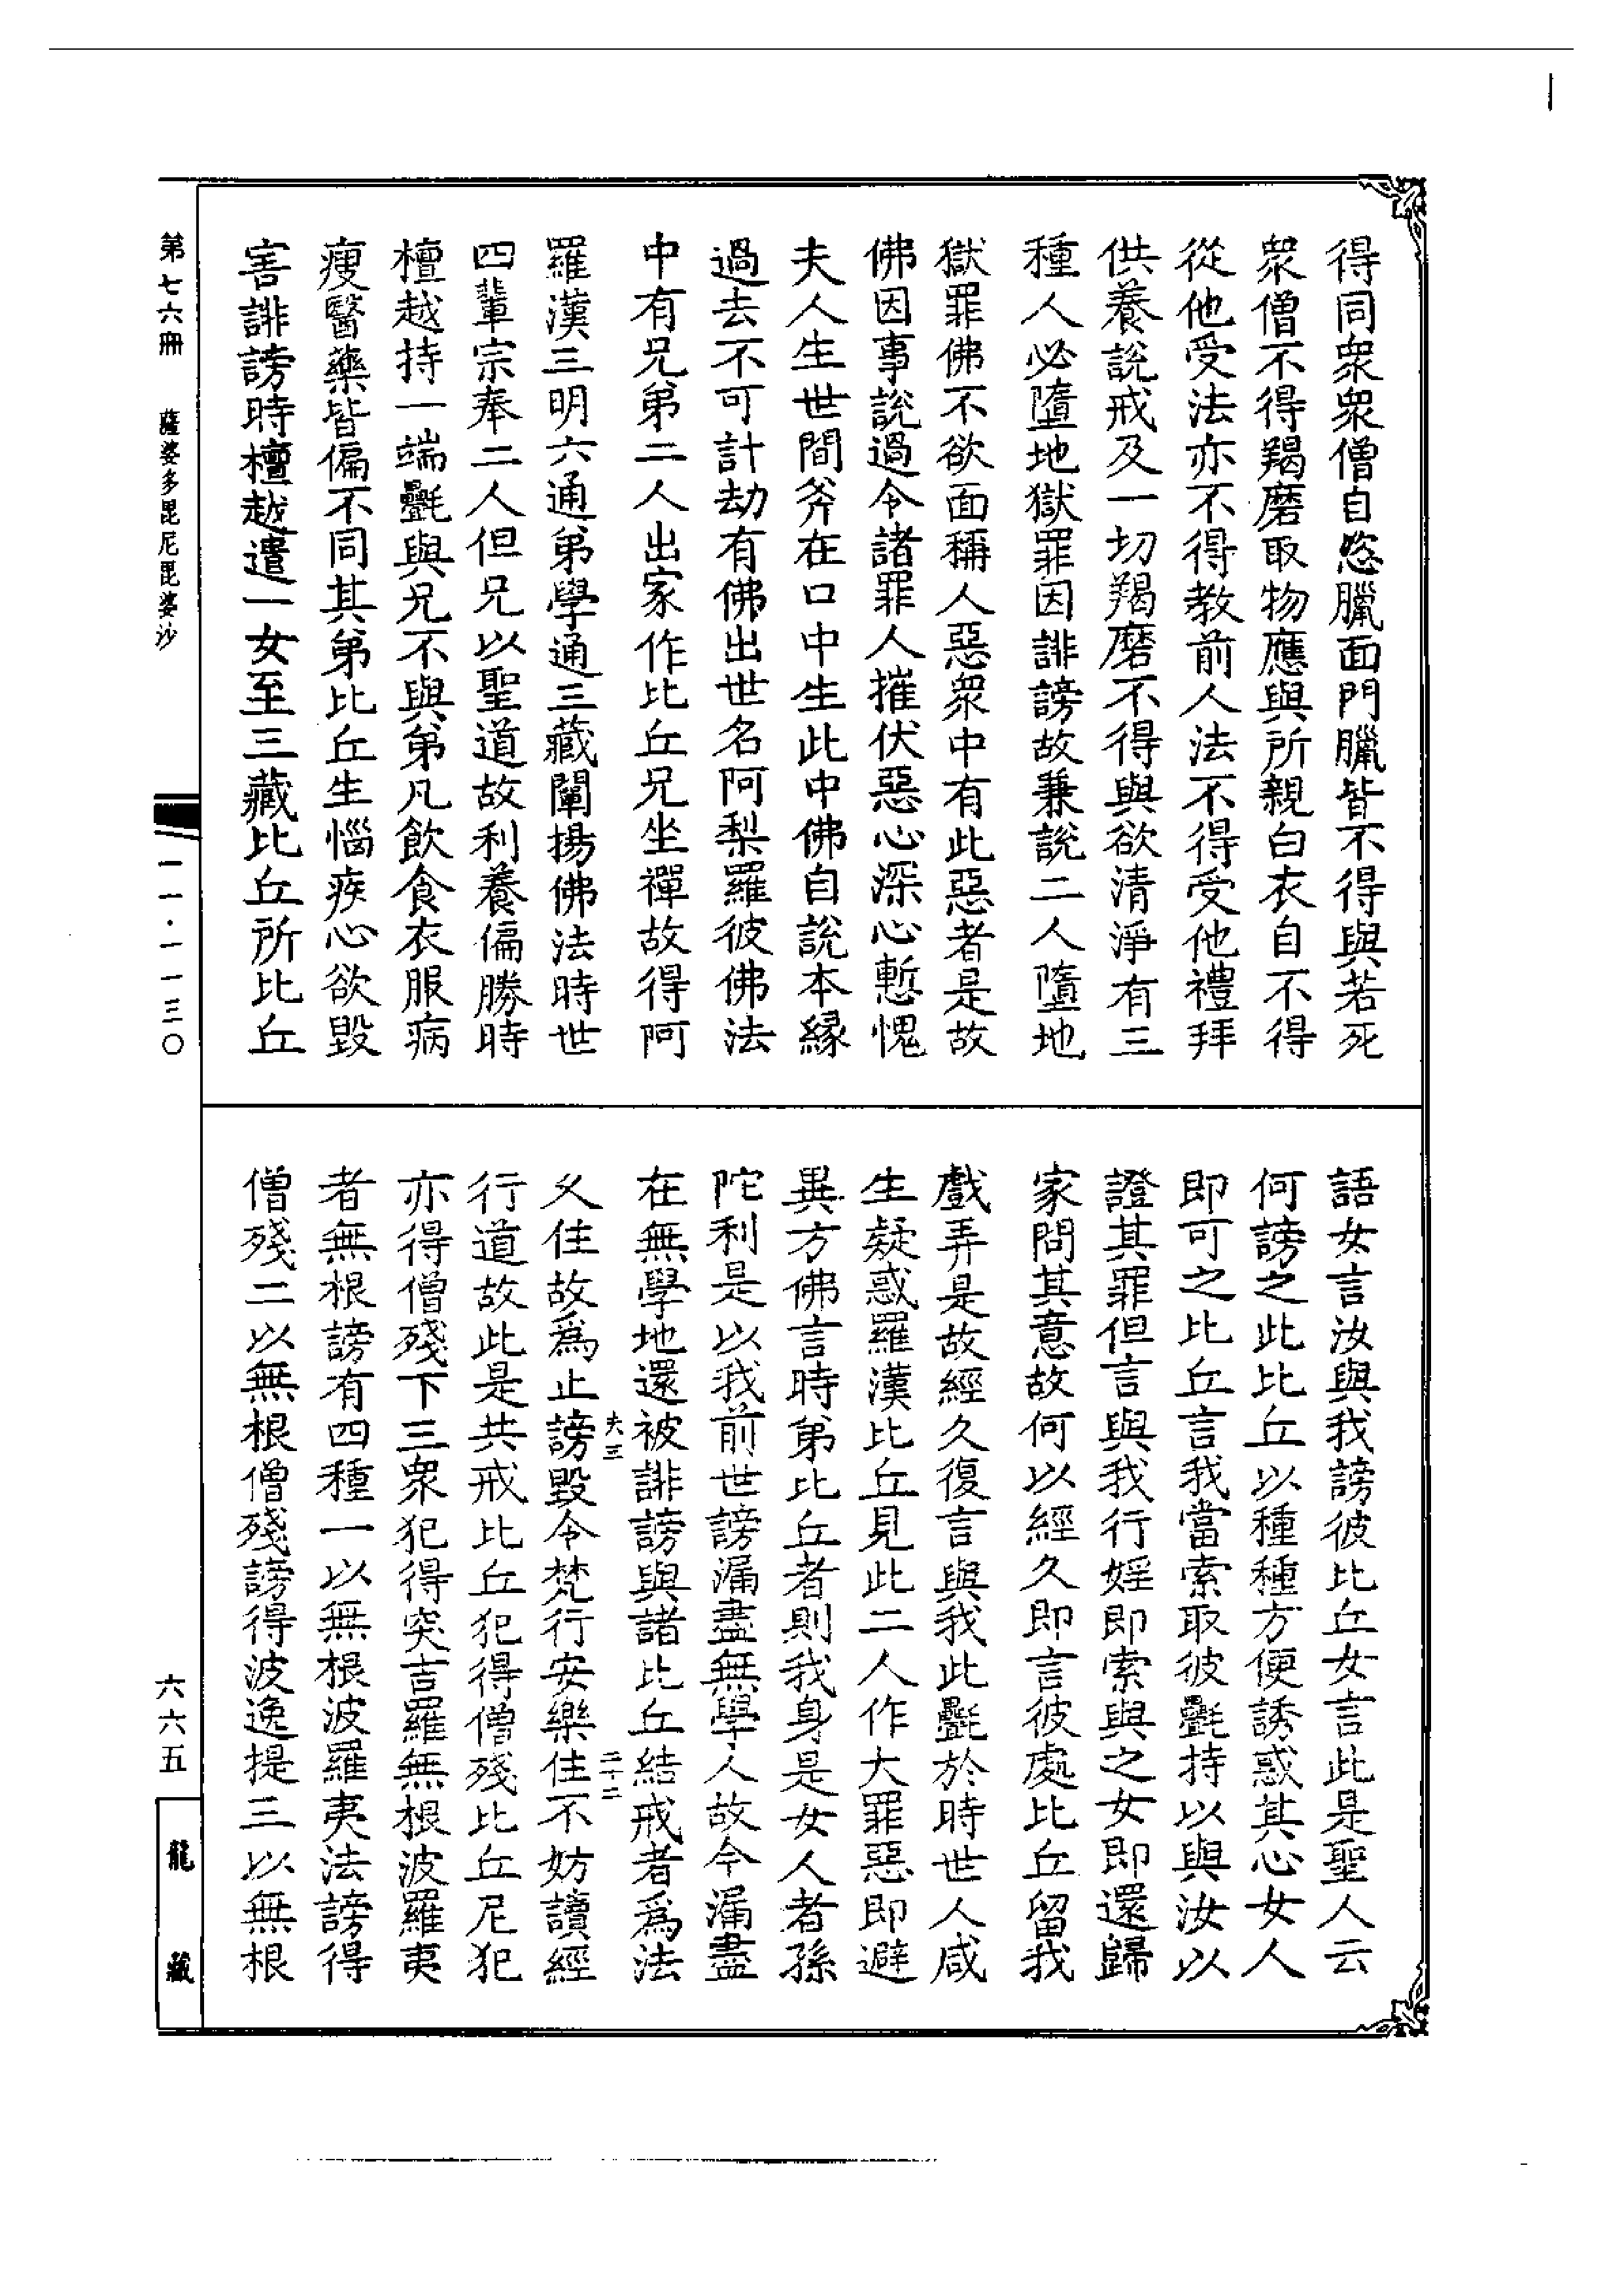 得同衆衆僧自恣臘面門臘皆不得與若死
衆僧不得羯磨取物應與所親白衣自不得
從他受法亦不得教前人法不得受他禮拜
供養說戒及一切羯磨不得與欲清淨有三
種人必墮地獄罪因誹謗故兼說二人墮地
獄罪佛不欲面稱人惡衆中有此惡者是故
佛因事說過令諸罪人摧伏惡心深心慙愧
夫人生世間斧在口中生此中佛自說本緣
過去不可計劫有佛出世名阿梨羅彼佛法
中有兄弟二人出家作比丘兄坐禪故得阿
羅漢三明六通弟學通三藏闡揚佛法時世
四輩宗奉二人但兄以聖道故利養偏勝時
檀越持一端氎與兄不與弟凡飲食衣服病
瘦醫藥皆偏不同其弟比丘生惱疾心欲毀
害誹謗時檀越遣一女至三藏比丘所比丘
語女言汝與我謗彼比丘女言此是聖人云
何謗之此比丘以種種方便誘惑其心女人
即可之比丘言我當索取彼氎持以與汝以
證其罪但言與我行婬即索與之女即還歸
家問其意故何以經久即言彼處比丘留我
戲弄是故經久復言與我此氎於時世人咸
生疑惑羅漢比丘見此二人作大罪惡即避
異方佛言時弟比丘者則我身是女人者孫
陀利是以我前世謗漏盡無學人故今漏盡
在無學地還被誹謗與諸比丘結戒者爲法
夫三
二十二
久住故爲止謗毀令梵行安樂住不妨讀經
行道故此是共戒比丘犯得僧殘比丘尼犯
亦得僧殘下三衆犯得突吉羅無根波羅夷
者無根謗有四種一以無根波羅夷法謗得
僧殘二以無根僧殘謗得波逸提三以無根
第七六冊
薩婆多毘尼毘婆沙
一一·一一三〇
六六五
龍藏